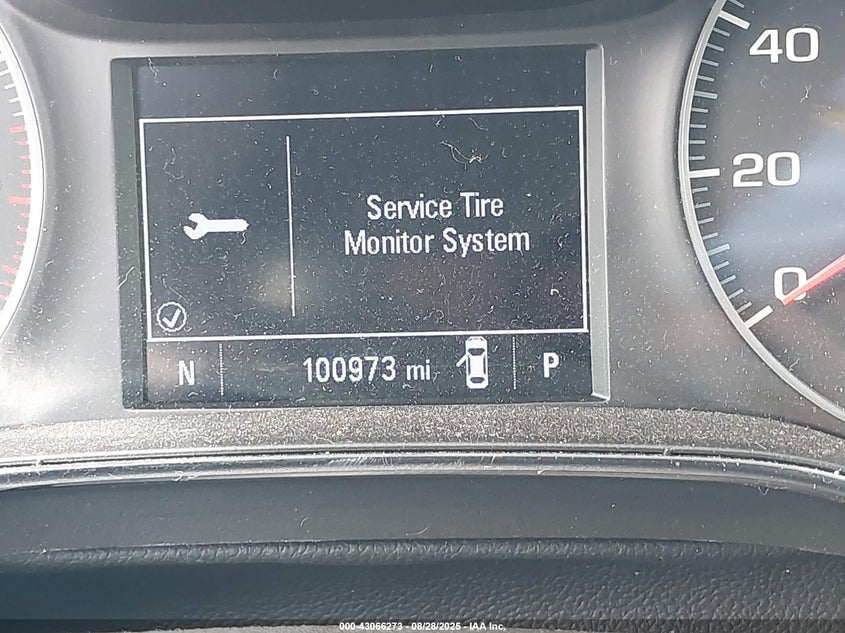 40
20
0
Service Tire
Monitor System
N
100973 mi
P
000-43066273 - 08/28/2025 - IAA Inc.